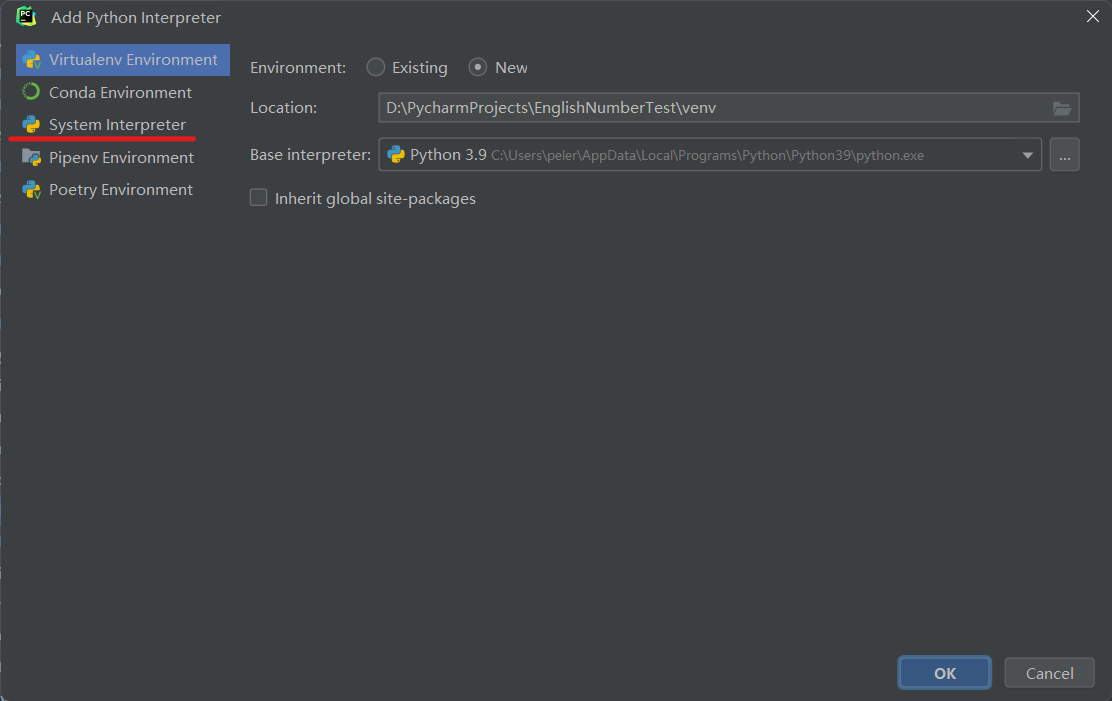 Add Python Interpreter
Virtualenv Environment
Conda Environment
System Interpreter
Pipenv Environment
Poetry Environment
Environment: Existing New
Location: D:\PycharmProjects\EnglishNumberTest\venv
Base interpreter: Python 3.9 C:\Users\peler\AppData\Local\Programs\Python\Python39\python.exe ...
Inherit global site-packages
OK Cancel